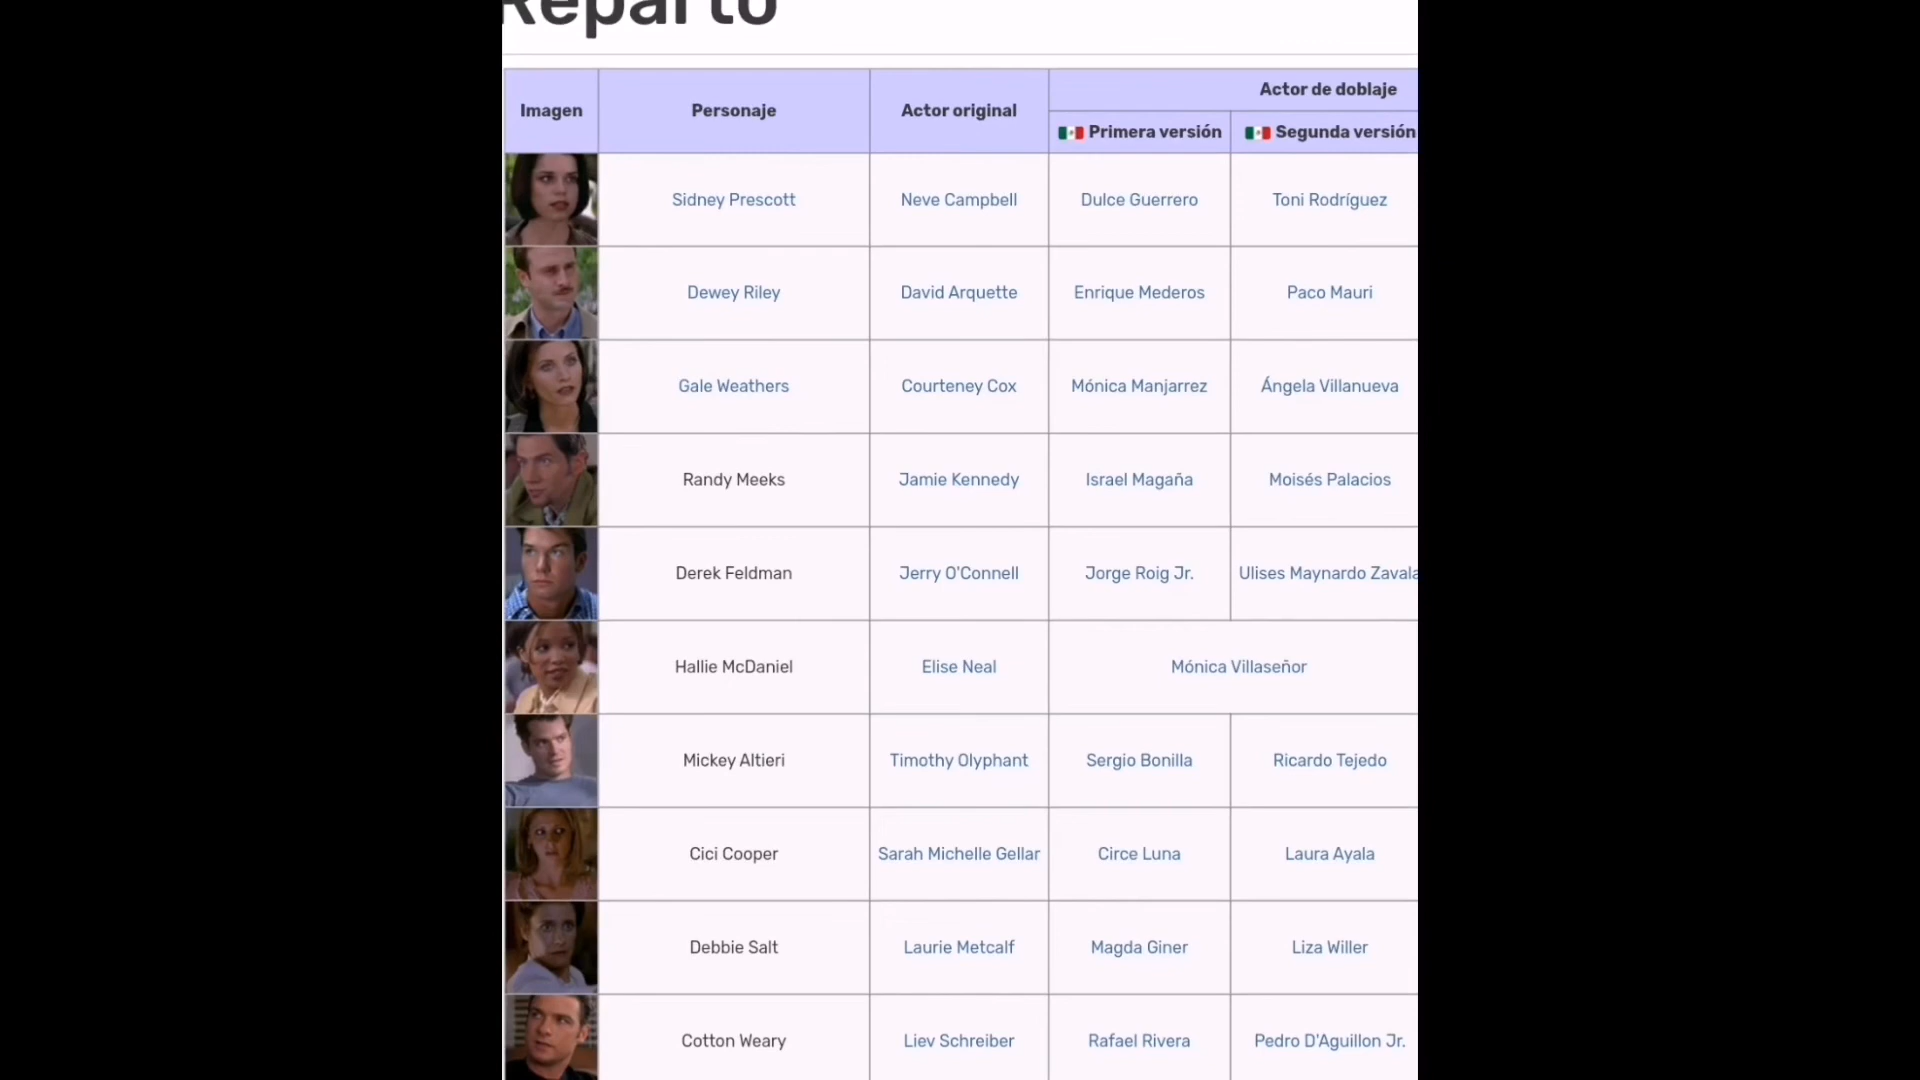 Reparto
Imagen Personaje Actor original Actor de doblaje
Primera versión Segunda versión
Sidney Prescott Neve Campbell Dulce Guerrero Toni Rodríguez
Dewey Riley David Arquette Enrique Mederos Paco Mauri
Gale Weathers Courteney Cox Mónica Manjarrez Ángela Villanueva
Randy Meeks Jamie Kennedy Israel Magaña Moisés Palacios
Derek Feldman Jerry O'Connell Jorge Roig Jr. Ulises Maynardo Zavala
Hallie McDaniel Elise Neal Mónica Villaseñor
Mickey Altieri Timothy Olyphant Sergio Bonilla Ricardo Tejedo
Cici Cooper Sarah Michelle Gellar Circe Luna Laura Ayala
Debbie Salt Laurie Metcalf Magda Giner Liza Willer
Cotton Weary Liev Schreiber Rafael Rivera Pedro D'Aguillon Jr.